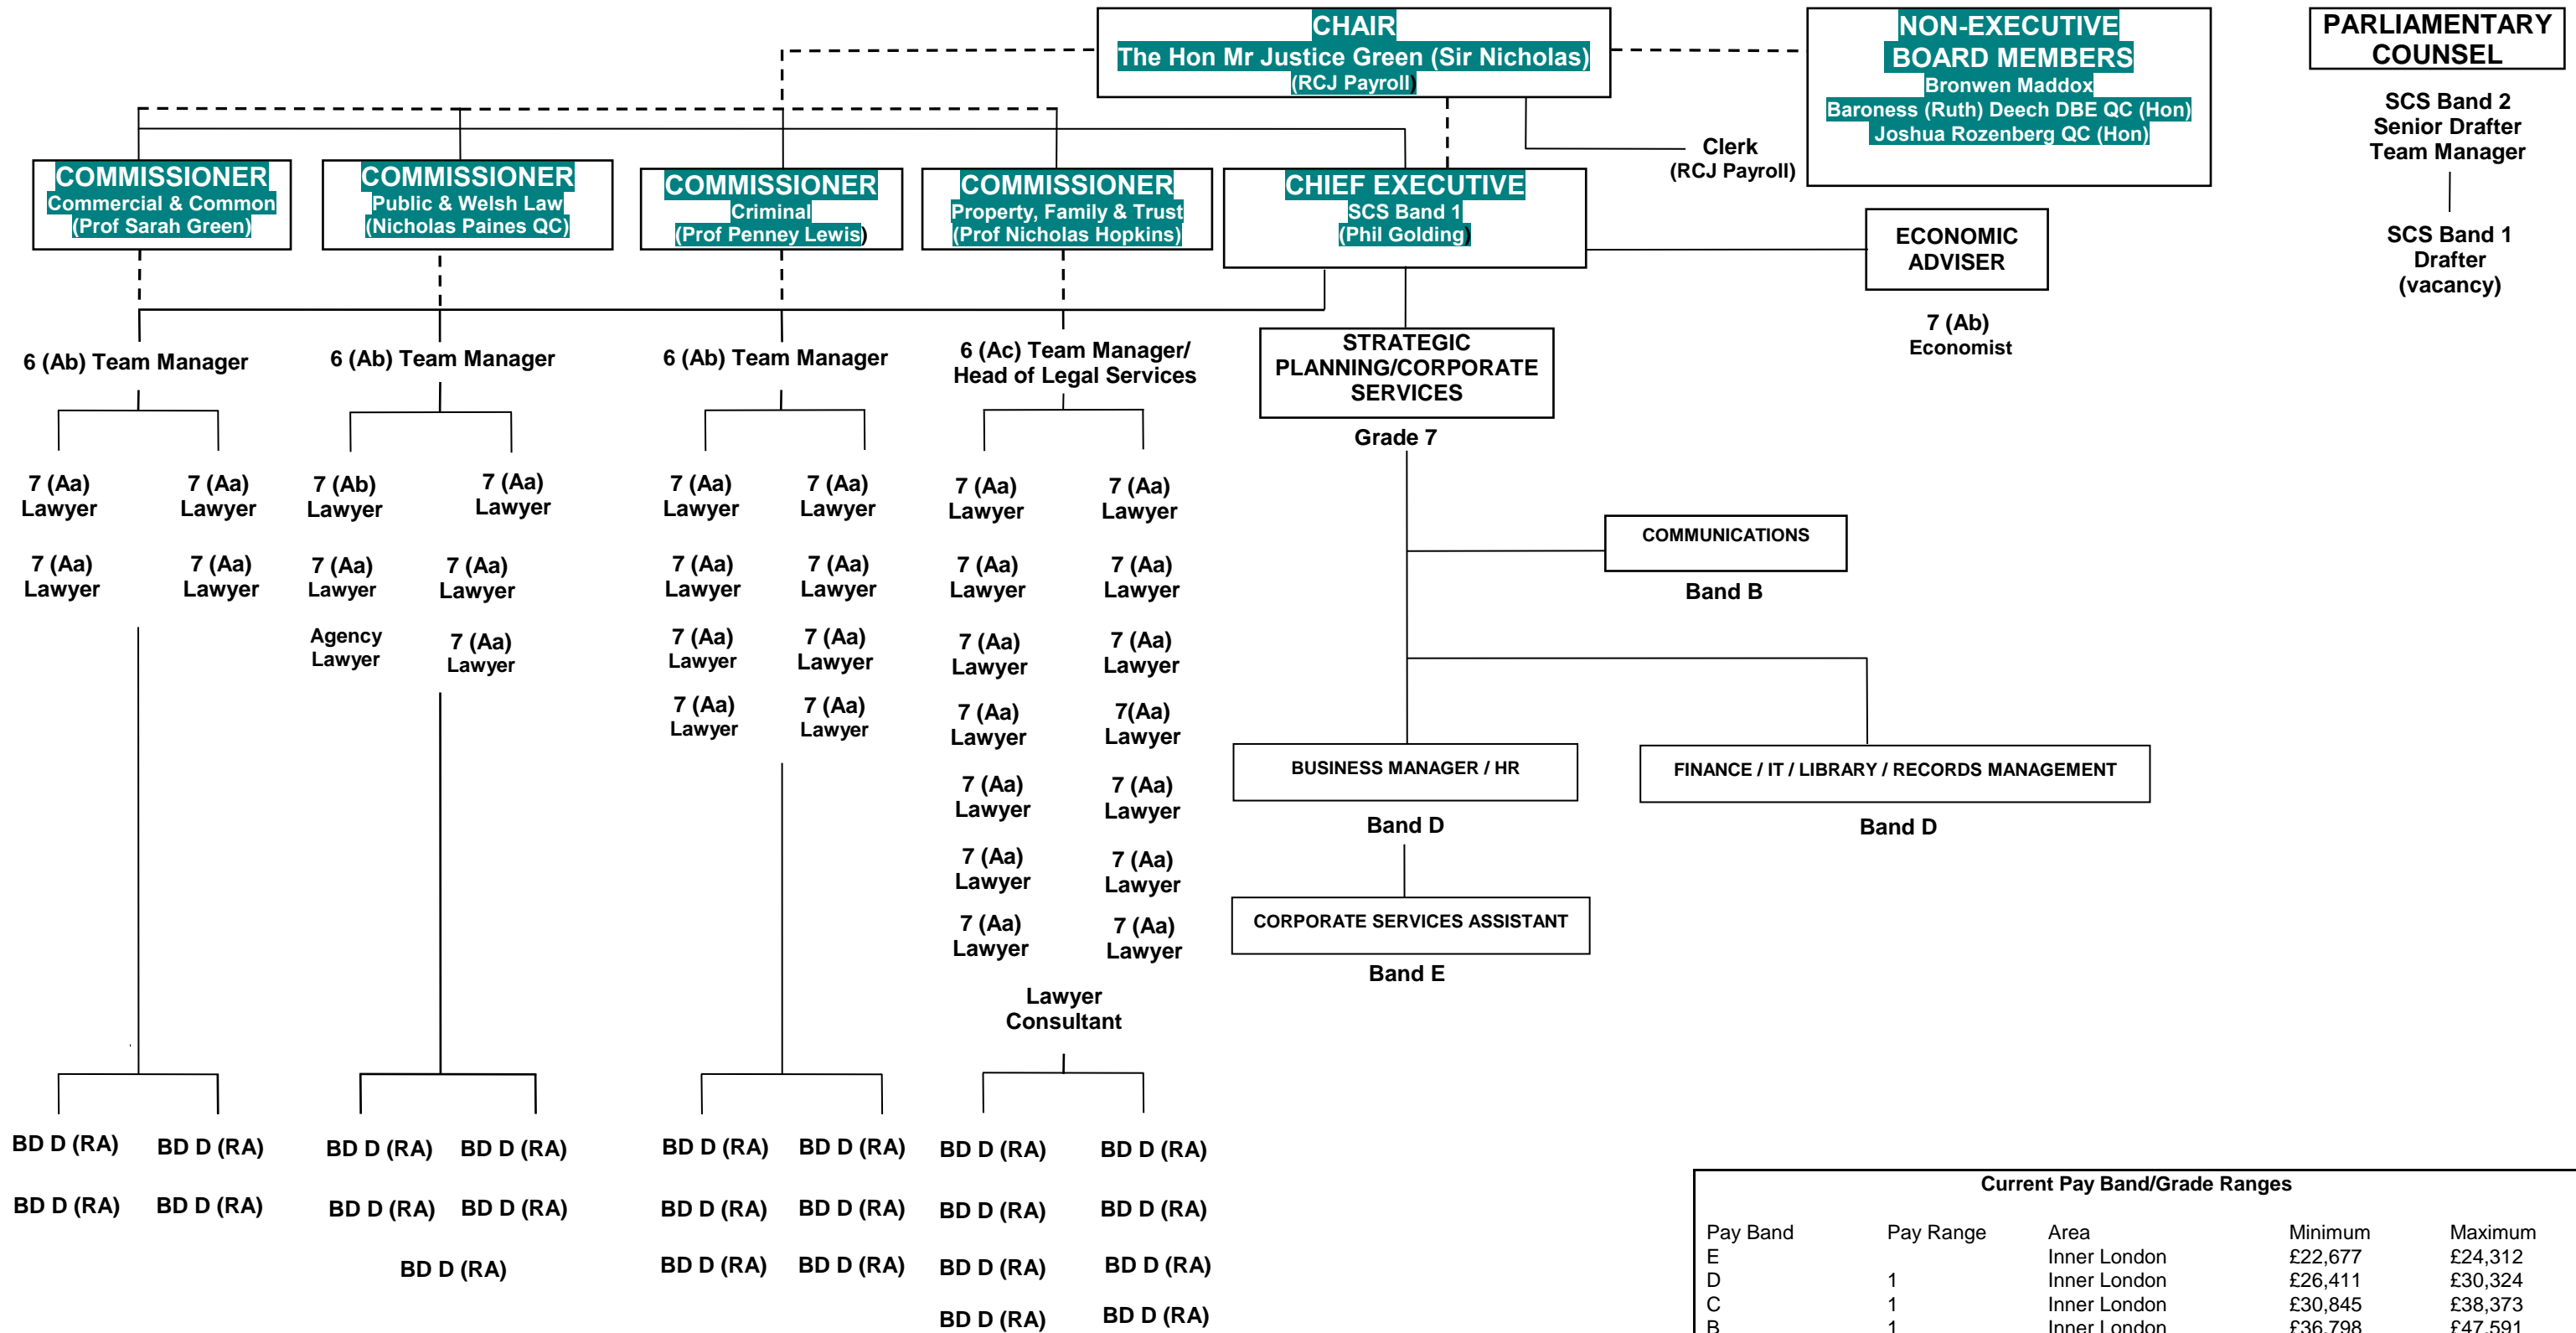 CHAIR
The Hon Mr Justice Green (Sir Nicholas)
(RCJ Payroll)
NON-EXECUTIVE
BOARD MEMBERS
Bronwen Maddox
Baroness (Ruth) Deech DBE QC (Hon)
Joshua Rozenberg QC (Hon)
PARLIAMENTARY
COUNSEL
SCS Band 2
Senior Drafter
Team Manager
SCS Band 1
Drafter
(vacancy)
Clerk
(RCJ Payroll)
COMMISSIONER
Commercial & Common
(Prof Sarah Green)
COMMISSIONER
Public & Welsh Law
(Nicholas Paines QC)
COMMISSIONER
Criminal
(Prof Penney Lewis)
COMMISSIONER
Property, Family & Trust
(Prof Nicholas Hopkins)
CHIEF EXECUTIVE
SCS Band 1
(Phil Golding)
ECONOMIC
ADVISER
7 (Ab)
Economist
6 (Ab) Team Manager
7 (Aa)
Lawyer
7 (Aa)
Lawyer
7 (Aa)
Lawyer
7 (Aa)
Lawyer
BD D (RA)
BD D (RA)
BD D (RA)
BD D (RA)
6 (Ab) Team Manager
7 (Ab)
Lawyer
7 (Aa)
Lawyer
7 (Aa)
Lawyer
7 (Aa)
Lawyer
Agency
Lawyer
7 (Aa)
Lawyer
BD D (RA)
BD D (RA)
BD D (RA)
BD D (RA)
BD D (RA)
6 (Ab) Team Manager
7 (Aa)
Lawyer
7 (Aa)
Lawyer
7 (Aa)
Lawyer
7 (Aa)
Lawyer
7 (Aa)
Lawyer
7 (Aa)
Lawyer
7 (Aa)
Lawyer
7 (Aa)
Lawyer
BD D (RA)
BD D (RA)
BD D (RA)
BD D (RA)
BD D (RA)
BD D (RA)
6 (Ac) Team Manager/
Head of Legal Services
7 (Aa)
Lawyer
7 (Aa)
Lawyer
7 (Aa)
Lawyer
7 (Aa)
Lawyer
7 (Aa)
Lawyer
7 (Aa)
Lawyer
7 (Aa)
Lawyer
7(Aa)
Lawyer
7 (Aa)
Lawyer
7 (Aa)
Lawyer
7 (Aa)
Lawyer
7 (Aa)
Lawyer
7 (Aa)
Lawyer
7 (Aa)
Lawyer
Lawyer
Consultant
BD D (RA)
BD D (RA)
BD D (RA)
BD D (RA)
BD D (RA)
BD D (RA)
BD D (RA)
BD D (RA)
STRATEGIC
PLANNING/CORPORATE
SERVICES
Grade 7
COMMUNICATIONS
Band B
BUSINESS MANAGER / HR
Band D
FINANCE / IT / LIBRARY / RECORDS MANAGEMENT
Band D
CORPORATE SERVICES ASSISTANT
Band E
Current Pay Band/Grade Ranges
Pay Band Pay Range Area Minimum Maximum
E Inner London £22,677 £24,312
D 1 Inner London £26,411 £30,324
C 1 Inner London £30,845 £38,373
B 1 Inner London £36,798 £47,591